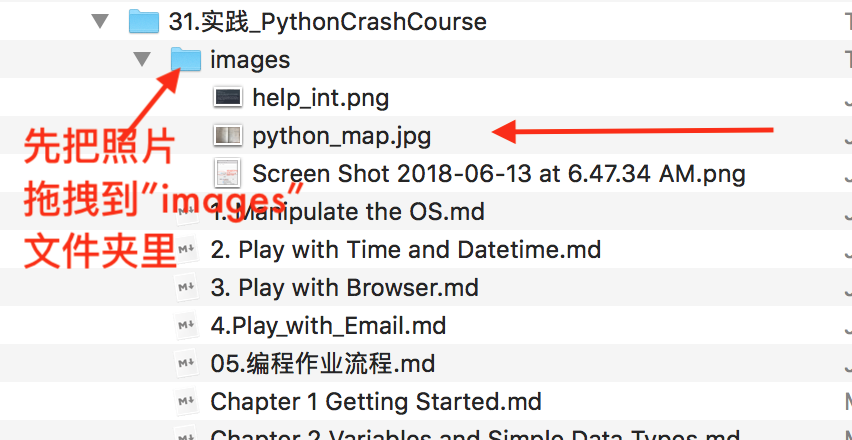 31.实践_PythonCrashCourse
images
help_int.png
python_map.jpg
Screen Shot 2018-06-13 at 6.47.34 AM.png
先把照片
拖拽到"images"
文件夹里
1. Manipulate the OS.md
2. Play with Time and Datetime.md
3. Play with Browser.md
4.Play_with_Email.md
05.编程作业流程.md
Chapter 1 Getting Started.md
Chapter 2 Variables and Simple Data Types.md